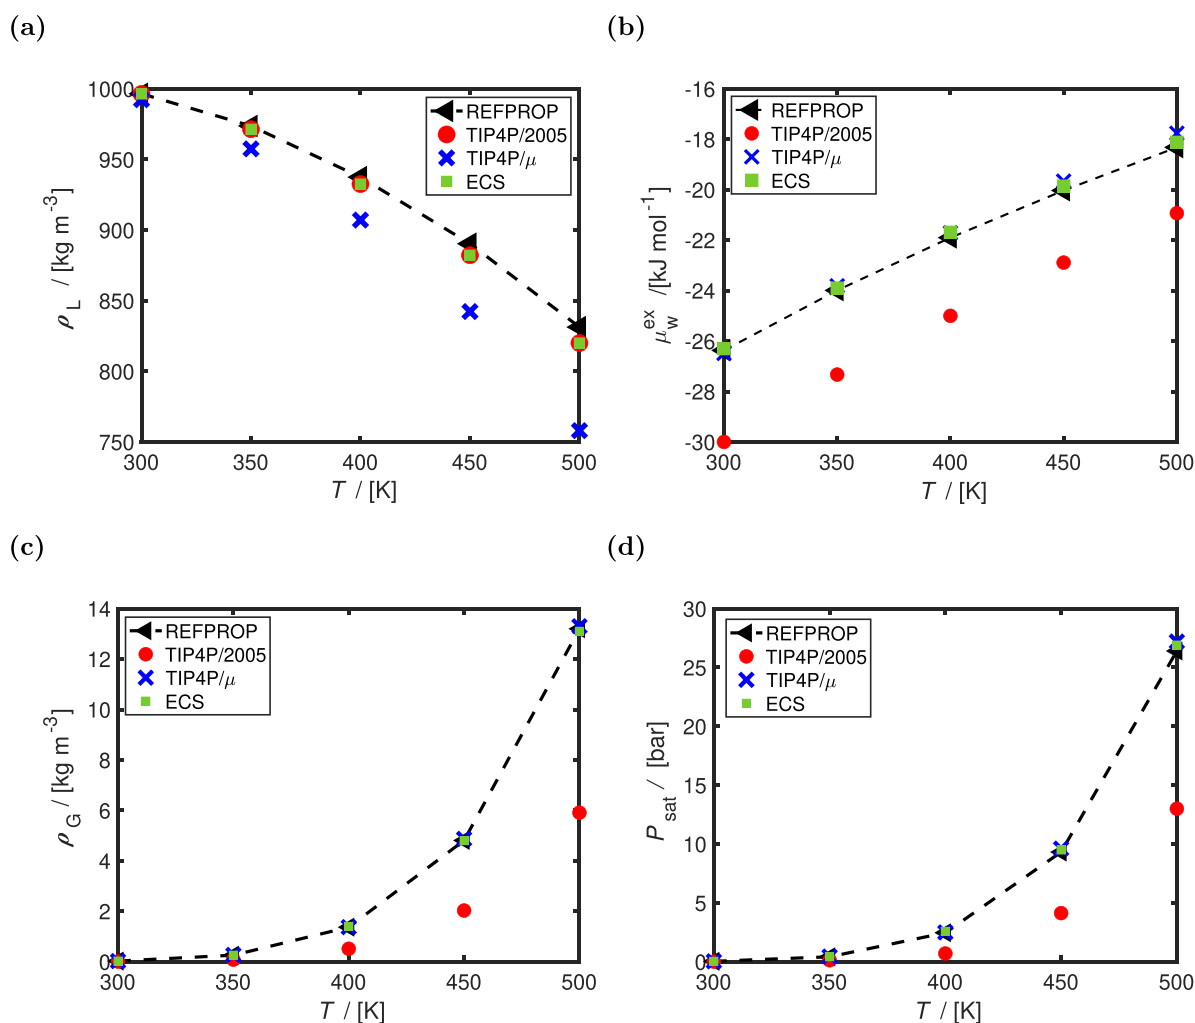 (a)
1000
950
900
850
800
750
300 350 400 450 500
ρL / [kg m-3]
T / [K]
REFPROP
TIP4P/2005
TIP4P/μ
ECS
(b)
-16
-18
-20
-22
-24
-26
-28
-30
300 350 400 450 500
μwex /[kJ mol-1]
T / [K]
REFPROP
TIP4P/2005
TIP4P/μ
ECS
(c)
14
12
10
8
6
4
2
0
300 350 400 450 500
ρG / [kg m-3]
T / [K]
REFPROP
TIP4P/2005
TIP4P/μ
ECS
(d)
30
25
20
15
10
5
0
300 350 400 450 500
Psat / [bar]
T / [K]
REFPROP
TIP4P/2005
TIP4P/μ
ECS